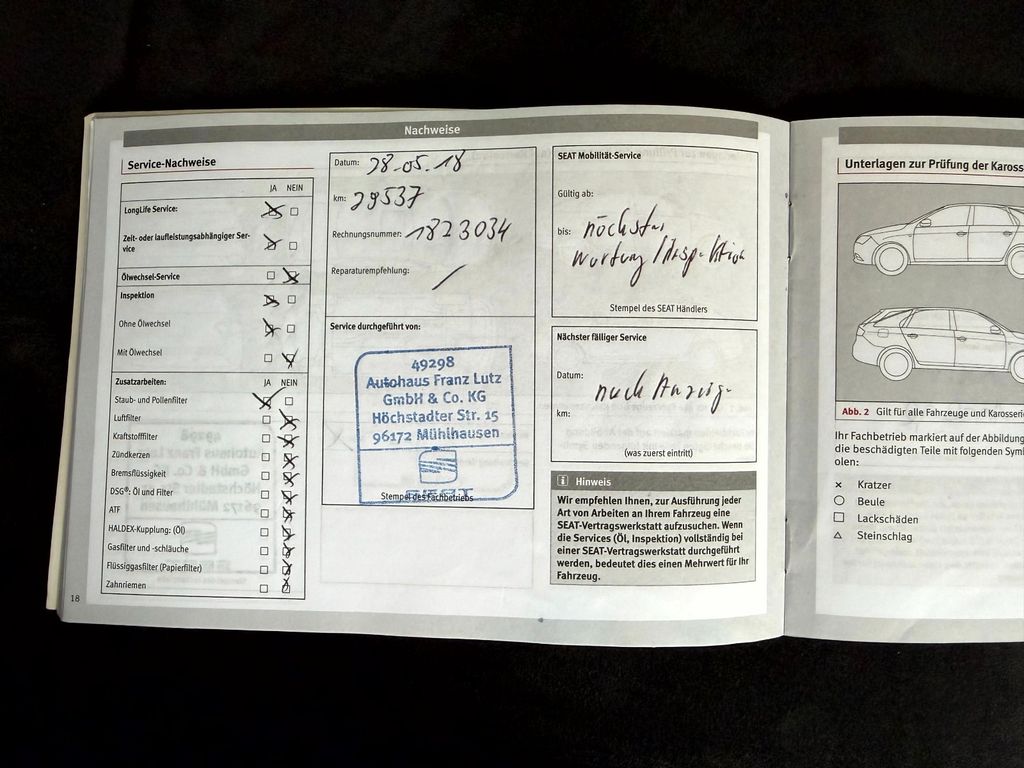 Nachweise
Service-Nachweise
JA NEIN
LongLife Service:
Zeit- oder laufleistungsabhängiger Ser-
vice
Ölwechsel-Service
Inspektion
Ohne Ölwechsel
Mit Ölwechsel
Zusatzarbeiten: JA NEIN
Staub- und Pollenfilter
Luftfilter
Kraftstofffilter
Zündkerzen
Bremsflüssigkeit
DSG®: Öl und Filter
ATF
HALDEX-Kupplung: (Öl)
Gasfilter und -schläuche
Flüssiggasfilter (Papierfilter)
Zahnriemen
18
Datum: 28.05.18
km: 29537
Rechnungsnummer: 1823034
Reparaturempfehlung: /
Service durchgeführt von:
49298
Autohaus Franz Lutz
GmbH & Co. KG
Höchstadter Str. 15
96172 Mühlhausen
SEAT
Stempel des Fachbetriebs
SEAT Mobilität-Service
Gültig ab:
bis: nächster
Wartung/Inspektion
Stempel des SEAT Händlers
Nächster fälliger Service
Datum: nach Anzeige
km:
(was zuerst eintritt)
i Hinweis
Wir empfehlen Ihnen, zur Ausführung jeder
Art von Arbeiten an Ihrem Fahrzeug eine
SEAT-Vertragswerkstatt aufzusuchen. Wenn
die Services (Öl, Inspektion) vollständig bei
einer SEAT-Vertragswerkstatt durchgeführt
werden, bedeutet dies einen Mehrwert für Ihr
Fahrzeug.
Unterlagen zur Prüfung der Kaross
Abb. 2 Gilt für alle Fahrzeuge und Karosserie
Ihr Fachbetrieb markiert auf der Abbildung
die beschädigten Teile mit folgenden Sym
olen:
Kratzer
Beule
Lackschäden
Steinschlag